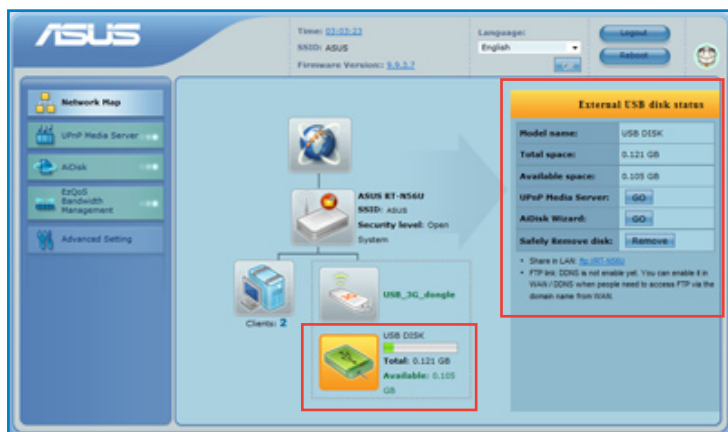 ASUS
Time: 03:03:23
SSID: ASUS
Firmware Version: 9.9.3.7
Language:
English
Logout
Reboot
Network Map
UPnP Media Server
AiDisk
EzQoS
Bandwidth
Management
Advanced Setting
ASUS RT-N56U
SSID: ASUS
Security level: Open
System
Clients: 2
USB_3G_dongle
USB DISK
Total: 0.121 GB
Available: 0.105
GB
External USB disk status
Model name: USB DISK
Total space: 0.121 GB
Available space: 0.105 GB
UPnP Media Server: GO
AiDisk Wizard: GO
Safely Remove disk: Remove
• Share in LAN: ftp://RT-N56U
• FTP link: DDNS is not enable yet. You can enable it in
WAN / DDNS when people need to access FTP via the
domain name from WAN.